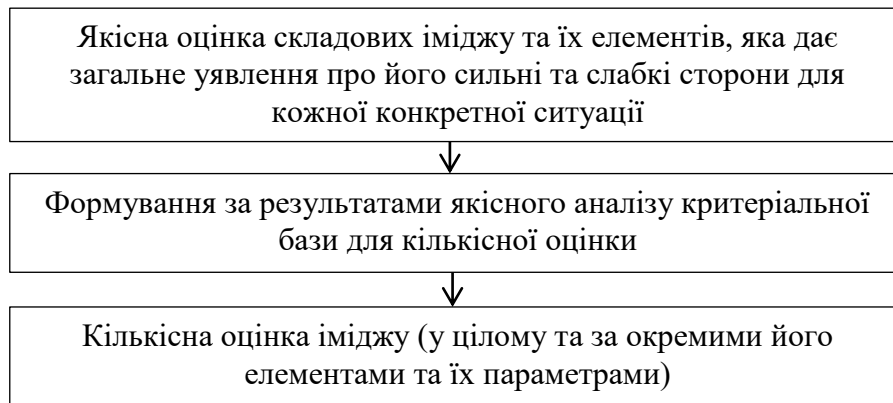 Якісна оцінка складових іміджу та їх елементів, яка дає
загальне уявлення про його сильні та слабкі сторони для
кожної конкретної ситуації
Формування за результатами якісного аналізу критеріальної
бази для кількісної оцінки
Кількісна оцінка іміджу (у цілому та за окремими його
елементами та їх параметрами)